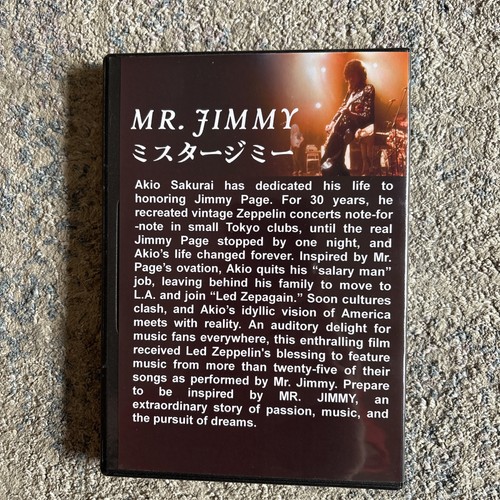 MR. JIMMY
ミスタージミー
Akio Sakurai has dedicated his life to
honoring Jimmy Page. For 30 years, he
recreated vintage Zeppelin concerts note-for
-note in small Tokyo clubs, until the real
Jimmy Page stopped by one night, and
Akio's life changed forever. Inspired by Mr.
Page's ovation, Akio quits his “salary man”
job, leaving behind his family to move to
L.A. and join “Led Zepagain.” Soon cultures
clash, and Akio's idyllic vision of America
meets with reality. An auditory delight for
music fans everywhere, this enthralling film
received Led Zeppelin's blessing to feature
music from more than twenty-five of their
songs as performed by Mr. Jimmy. Prepare
to be inspired by MR. JIMMY, an
extraordinary story of passion, music, and
the pursuit of dreams.